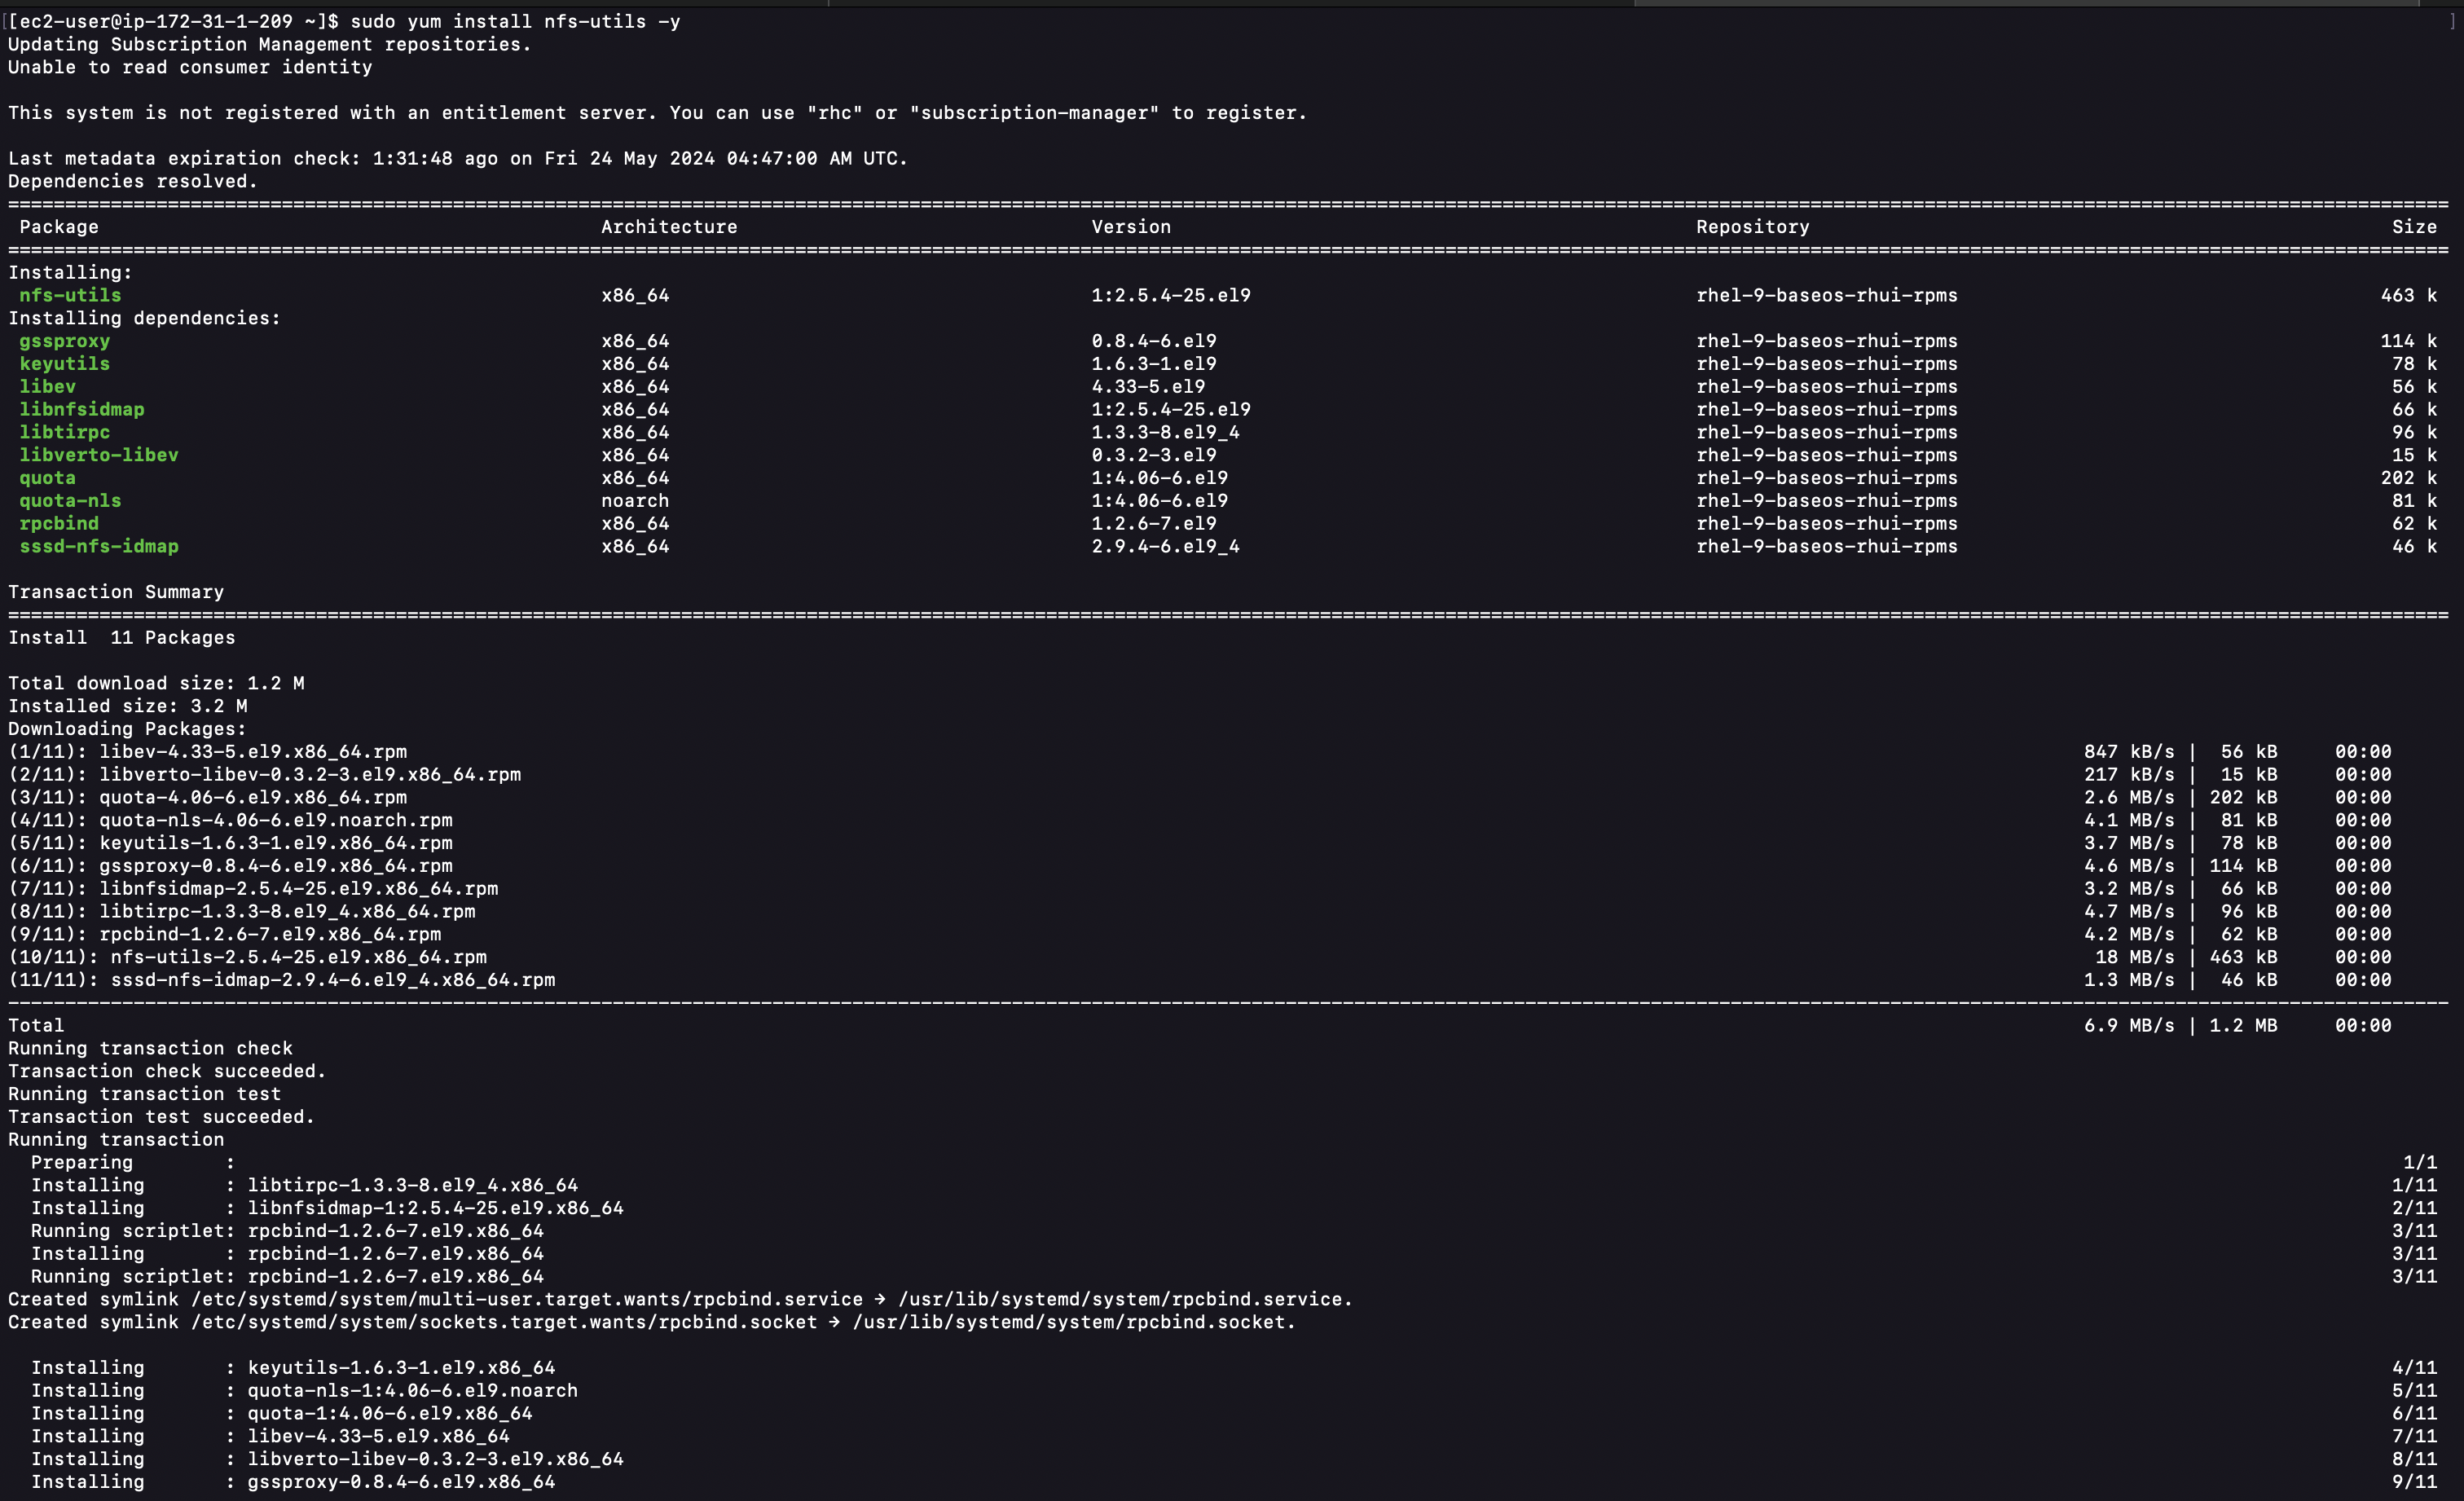 [[ec2-user@ip-172-31-1-209 ~]$ sudo yum install nfs-utils -y ]
Updating Subscription Management repositories.
Unable to read consumer identity
This system is not registered with an entitlement server. You can use "rhc" or "subscription-manager" to register.
Last metadata expiration check: 1:31:48 ago on Fri 24 May 2024 04:47:00 AM UTC.
Dependencies resolved.
Package Architecture Version Repository Size
Installing:
nfs-utils x86_64 1:2.5.4-25.el9 rhel-9-baseos-rhui-rpms 463 k
Installing dependencies:
gssproxy x86_64 0.8.4-6.el9 rhel-9-baseos-rhui-rpms 114 k
keyutils x86_64 1.6.3-1.el9 rhel-9-baseos-rhui-rpms 78 k
libev x86_64 4.33-5.el9 rhel-9-baseos-rhui-rpms 56 k
libnfsidmap x86_64 1:2.5.4-25.el9 rhel-9-baseos-rhui-rpms 66 k
libtirpc x86_64 1.3.3-8.el9_4 rhel-9-baseos-rhui-rpms 96 k
libverto-libev x86_64 0.3.2-3.el9 rhel-9-baseos-rhui-rpms 15 k
quota x86_64 1:4.06-6.el9 rhel-9-baseos-rhui-rpms 202 k
quota-nls noarch 1:4.06-6.el9 rhel-9-baseos-rhui-rpms 81 k
rpcbind x86_64 1.2.6-7.el9 rhel-9-baseos-rhui-rpms 62 k
sssd-nfs-idmap x86_64 2.9.4-6.el9_4 rhel-9-baseos-rhui-rpms 46 k
Transaction Summary
Install 11 Packages
Total download size: 1.2 M
Installed size: 3.2 M
Downloading Packages:
(1/11): libev-4.33-5.el9.x86_64.rpm 847 kB/s | 56 kB 00:00
(2/11): libverto-libev-0.3.2-3.el9.x86_64.rpm 217 kB/s | 15 kB 00:00
(3/11): quota-4.06-6.el9.x86_64.rpm 2.6 MB/s | 202 kB 00:00
(4/11): quota-nls-4.06-6.el9.noarch.rpm 4.1 MB/s | 81 kB 00:00
(5/11): keyutils-1.6.3-1.el9.x86_64.rpm 3.7 MB/s | 78 kB 00:00
(6/11): gssproxy-0.8.4-6.el9.x86_64.rpm 4.6 MB/s | 114 kB 00:00
(7/11): libnfsidmap-2.5.4-25.el9.x86_64.rpm 3.2 MB/s | 66 kB 00:00
(8/11): libtirpc-1.3.3-8.el9_4.x86_64.rpm 4.7 MB/s | 96 kB 00:00
(9/11): rpcbind-1.2.6-7.el9.x86_64.rpm 4.2 MB/s | 62 kB 00:00
(10/11): nfs-utils-2.5.4-25.el9.x86_64.rpm 18 MB/s | 463 kB 00:00
(11/11): sssd-nfs-idmap-2.9.4-6.el9_4.x86_64.rpm 1.3 MB/s | 46 kB 00:00
Total 6.9 MB/s | 1.2 MB 00:00
Running transaction check
Transaction check succeeded.
Running transaction test
Transaction test succeeded.
Running transaction
Preparing : 1/1
Installing : libtirpc-1.3.3-8.el9_4.x86_64 1/11
Installing : libnfsidmap-1:2.5.4-25.el9.x86_64 2/11
Running scriptlet: rpcbind-1.2.6-7.el9.x86_64 3/11
Installing : rpcbind-1.2.6-7.el9.x86_64 3/11
Running scriptlet: rpcbind-1.2.6-7.el9.x86_64 3/11
Created symlink /etc/systemd/system/multi-user.target.wants/rpcbind.service → /usr/lib/systemd/system/rpcbind.service.
Created symlink /etc/systemd/system/sockets.target.wants/rpcbind.socket → /usr/lib/systemd/system/rpcbind.socket.
Installing : keyutils-1.6.3-1.el9.x86_64 4/11
Installing : quota-nls-1:4.06-6.el9.noarch 5/11
Installing : quota-1:4.06-6.el9.x86_64 6/11
Installing : libev-4.33-5.el9.x86_64 7/11
Installing : libverto-libev-0.3.2-3.el9.x86_64 8/11
Installing : gssproxy-0.8.4-6.el9.x86_64 9/11